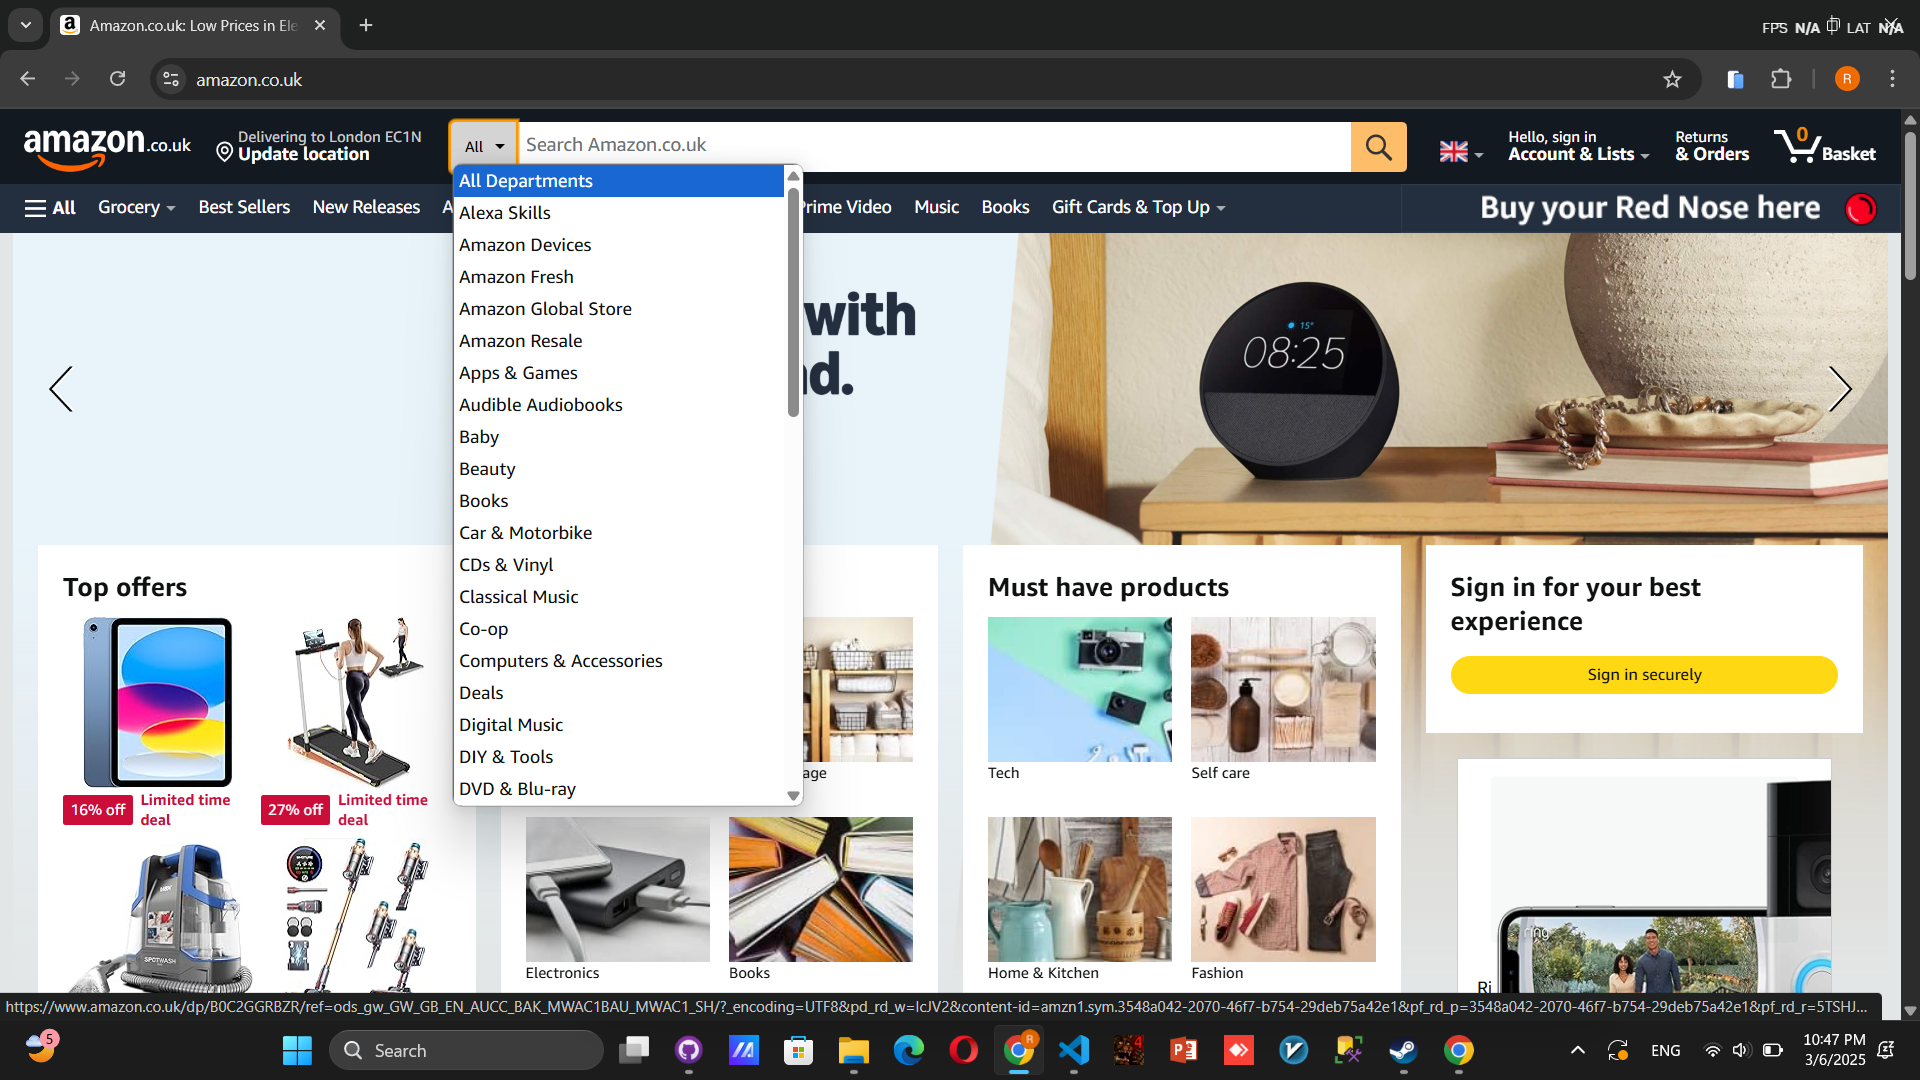 Amazon.co.uk: Low Prices in Ele
FPS N/A LAT N/A
amazon.co.uk
R
amazon.co.uk
Delivering to London EC1N
Update location
All
Search Amazon.co.uk
Hello, sign in
Account & Lists
Returns
& Orders
0
Basket
All
Grocery
Best Sellers
New Releases
Prime Video
Music
Books
Gift Cards & Top Up
Buy your Red Nose here
All Departments
Alexa Skills
Amazon Devices
Amazon Fresh
Amazon Global Store
Amazon Resale
Apps & Games
Audible Audiobooks
Baby
Beauty
Books
Car & Motorbike
CDs & Vinyl
Classical Music
Co-op
Computers & Accessories
Deals
Digital Music
DIY & Tools
DVD & Blu-ray
with
d.
15°
08:25
Top offers
16% off
Limited time
deal
27% off
Limited time
deal
SPOTWASH
age
Electronics
Books
Must have products
Tech
Self care
Home & Kitchen
Fashion
Sign in for your best
experience
Sign in securely
ring
Ri
https://www.amazon.co.uk/dp/B0C2GGRBZR/ref=ods_gw_GW_GB_EN_AUCC_BAK_MWAC1BAU_MWAC1_SH/?_encoding=UTF8&pd_rd_w=IcJV2&content-id=amzn1.sym.3548a042-2070-46f7-b754-29deb75a42e1&pf_rd_p=3548a042-2070-46f7-b754-29deb75a42e1&pf_rd_r=5TSHJ...
5
Search
R
4
ENG
10:47 PM
3/6/2025